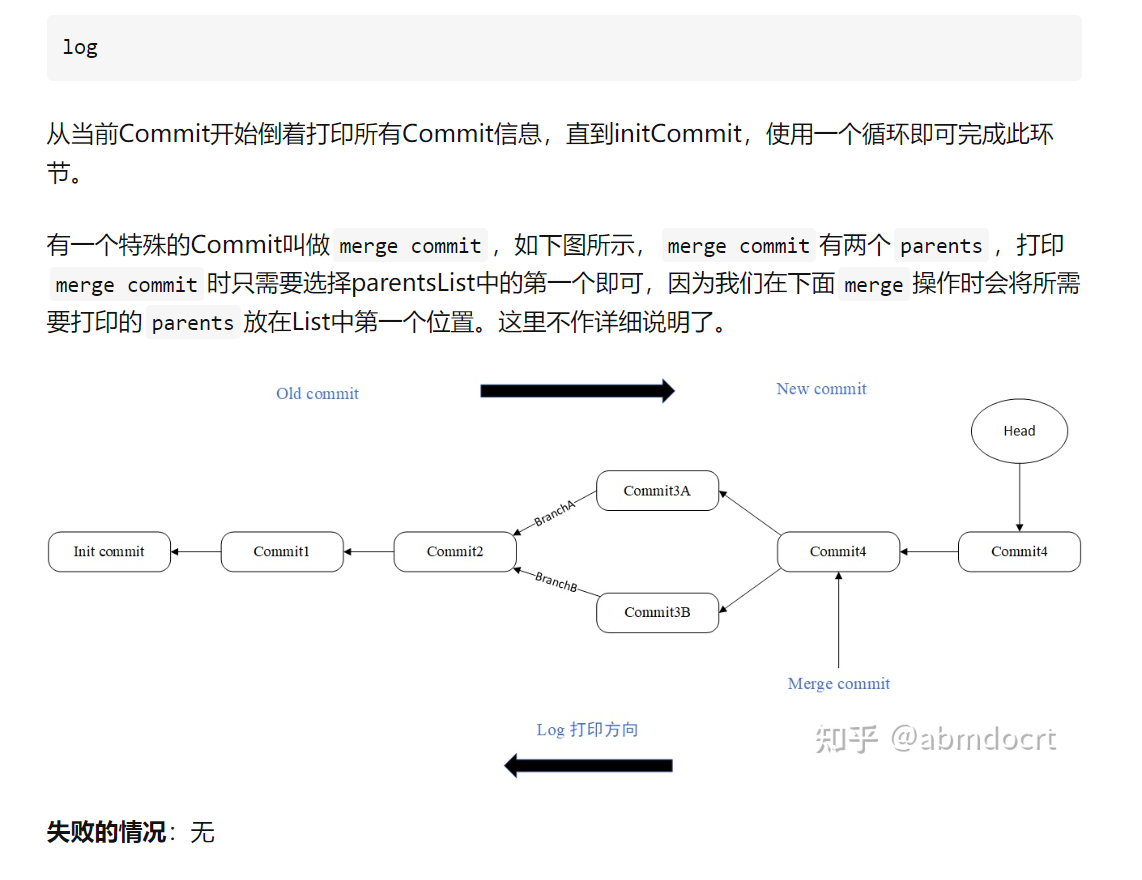 log
从当前Commit开始倒着打印所有Commit信息，直到initCommit，使用一个循环即可完成此环
节。
有一个特殊的Commit叫做 merge commit ，如下图所示， merge commit 有两个 parents ，打印
merge commit 时只需要选择parentsList中的第一个即可，因为我们在下面 merge 操作时会将所需
要打印的 parents 放在List中第一个位置。这里不作详细说明了。
Old commit
New commit
Head
Commit3A
BranchA
Init commit
Commit1
Commit2
Commit4
Commit4
BranchB
Commit3B
Merge commit
Log 打印方向
知乎 @abmdocrt
失败的情况：无